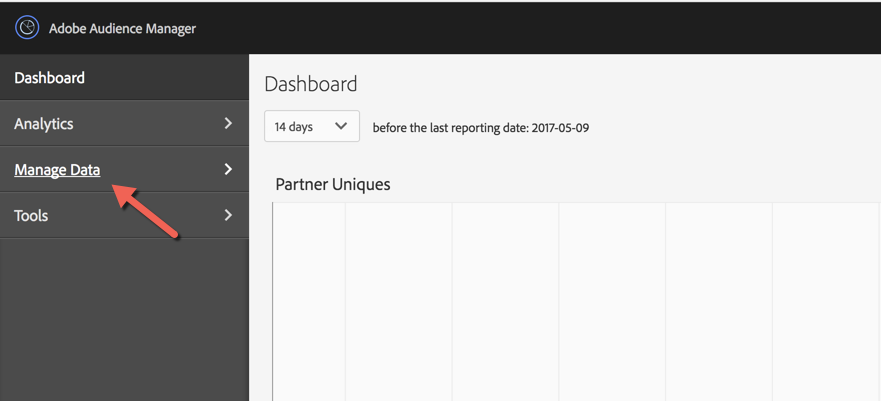 Adobe Audience Manager
Dashboard
Analytics
Manage Data
Tools
Dashboard
14 days before the last reporting date: 2017-05-09
Partner Uniques